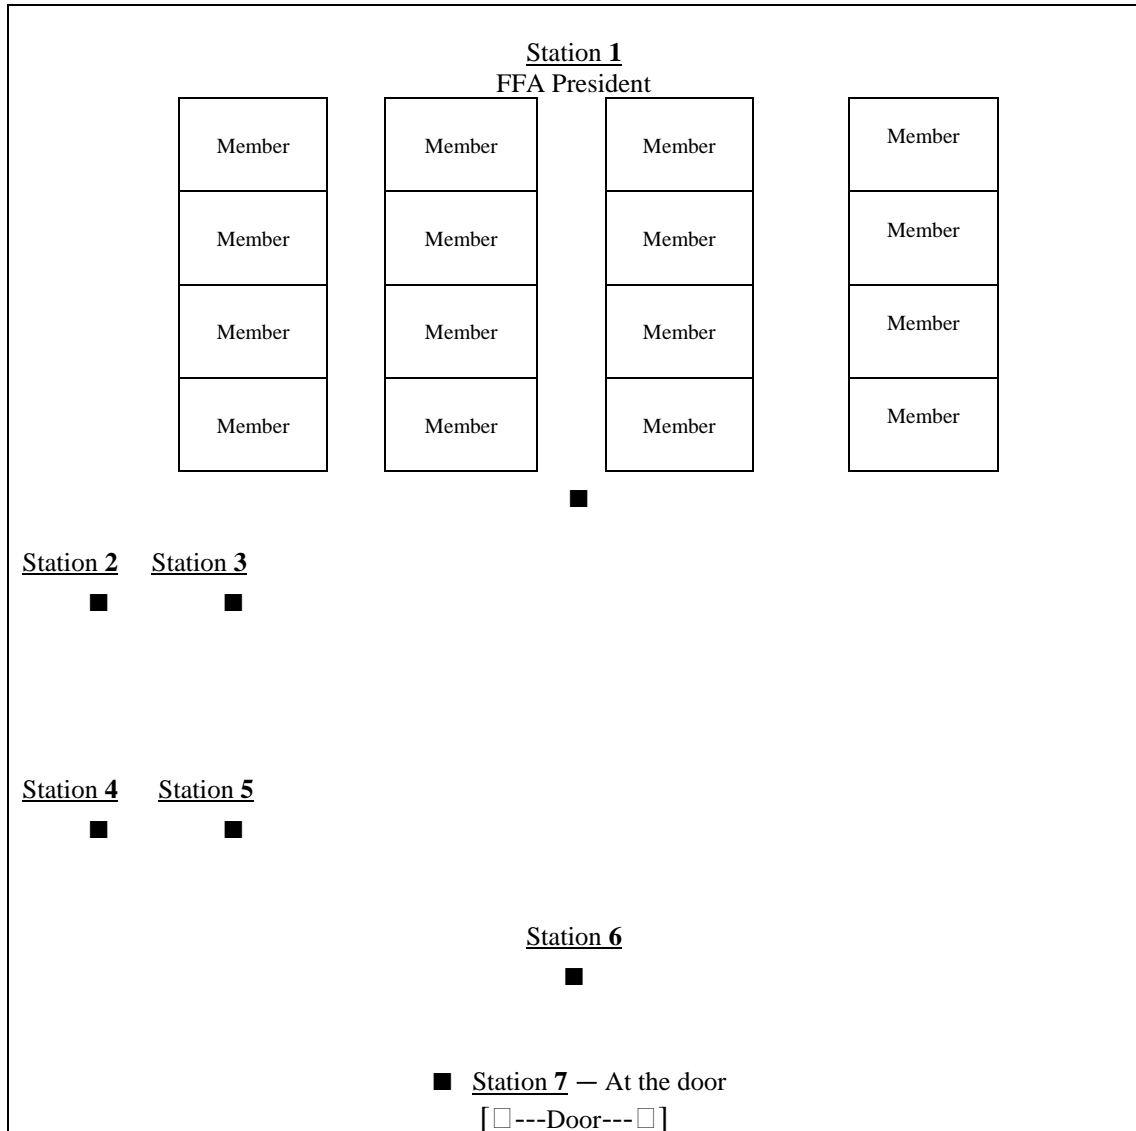 Station 1
FFA President
Member Member Member Member
Member Member Member Member
Member Member Member Member
Member Member Member Member
■
Station 2 Station 3
■ ■
Station 4 Station 5
■ ■
Station 6
■
■ Station 7 — At the door
[□---Door---□]